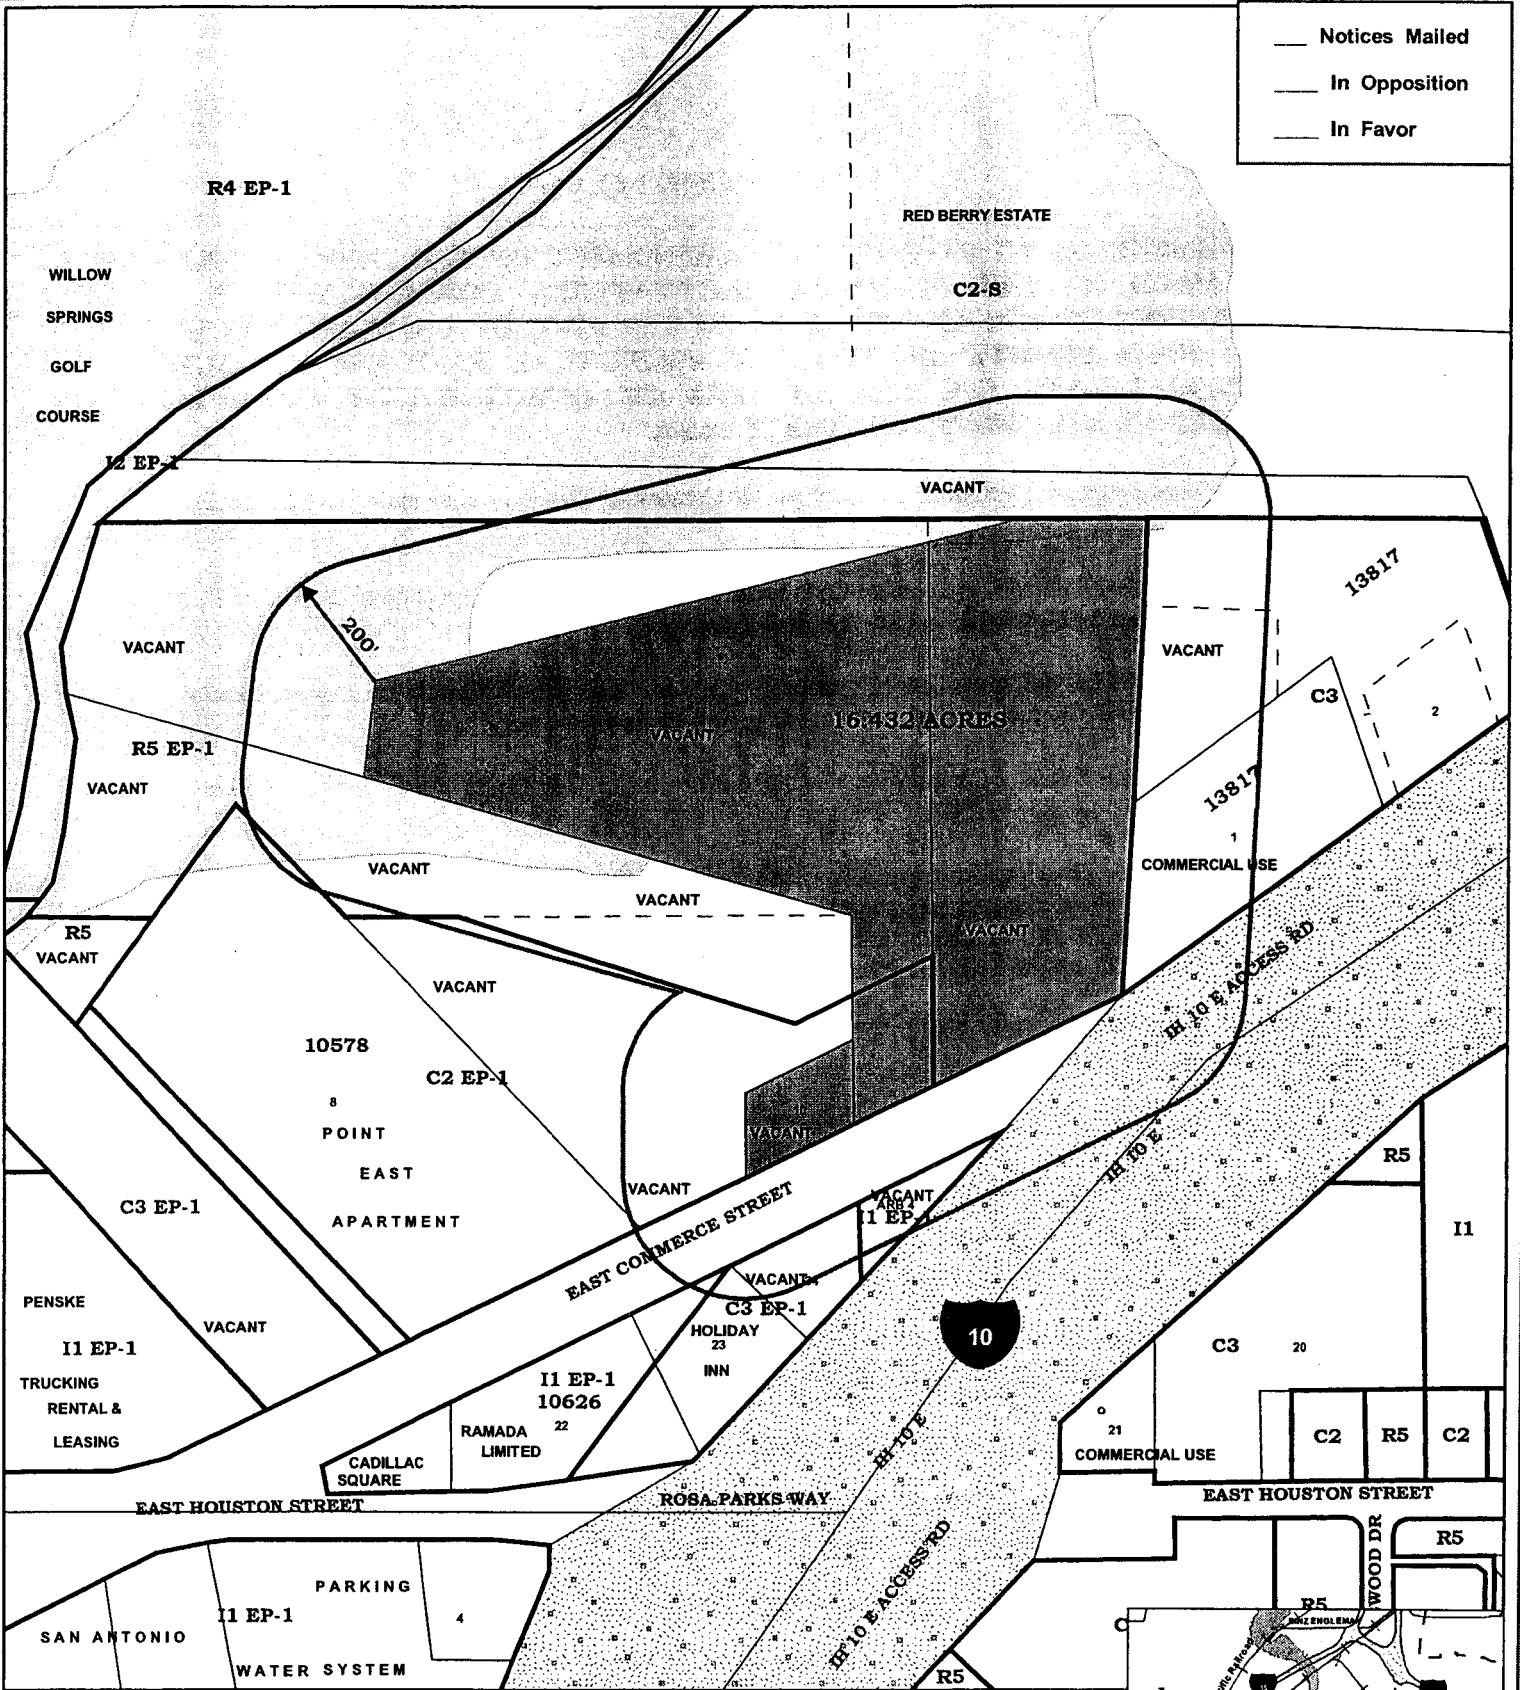 ___ Notices Mailed
___ In Opposition
___ In Favor
R4 EP-1
RED BERRY ESTATE
C2-S
WILLOW
SPRINGS
GOLF
COURSE
I2 EP-1
VACANT
13817
200'
VACANT
VACANT
C3
2
16.432 ACRES
VACANT
R5 EP-1
VACANT
13817
1
COMMERCIAL USE
VACANT
VACANT
R5
VACANT
VACANT
IH 10 E ACCESS RD
VACANT
10578
C2 EP-1
8
POINT
EAST
APARTMENT
VACANT
IH 10 E
R5
VACANT
EAST COMMERCE STREET
VACANT
ARB 4
I1 EP-1
C3 EP-1
I1
VACANT
C3 EP-1
PENSKE
I1 EP-1
TRUCKING
RENTAL &
LEASING
VACANT
HOLIDAY
23
INN
10
C3
20
I1 EP-1
10626
22
RAMADA
LIMITED
CADILLAC
SQUARE
IH 10 E
21
COMMERCIAL USE
C2
R5
C2
EAST HOUSTON STREET
ROSA PARKS WAY
EAST HOUSTON STREET
WOOD DR
R5
IH 10 E ACCESS RD
PARKING
I1 EP-1
4
SAN ANTONIO
WATER SYSTEM
R5
R5
BINZ ENGLEMAN